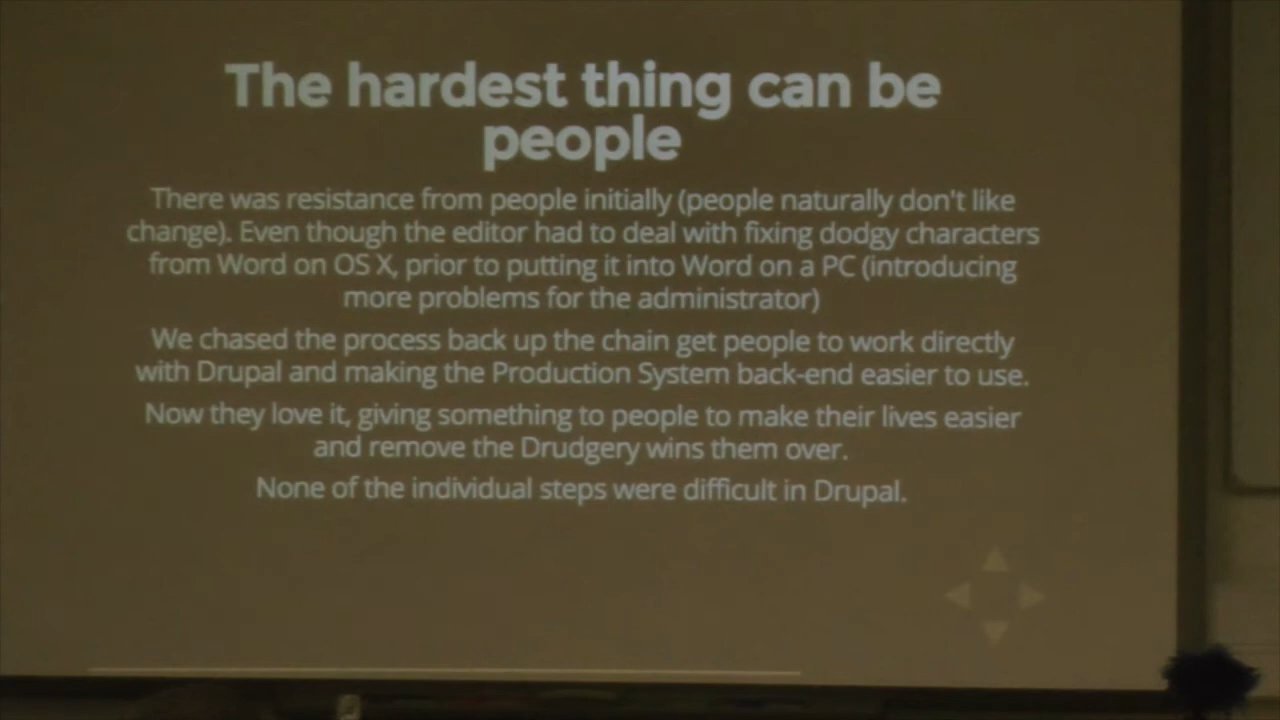 The hardest thing can be
people
There was resistance from people initially (people naturally don't like
change). Even though the editor had to deal with fixing dodgy characters
from Word on OS X, prior to putting it into Word on a PC (introducing
more problems for the administrator)
We chased the process back up the chain get people to work directly
with Drupal and making the Production System back-end easier to use.
Now they love it, giving something to people to make their lives easier
and remove the Drudgery wins them over.
None of the individual steps were difficult in Drupal.